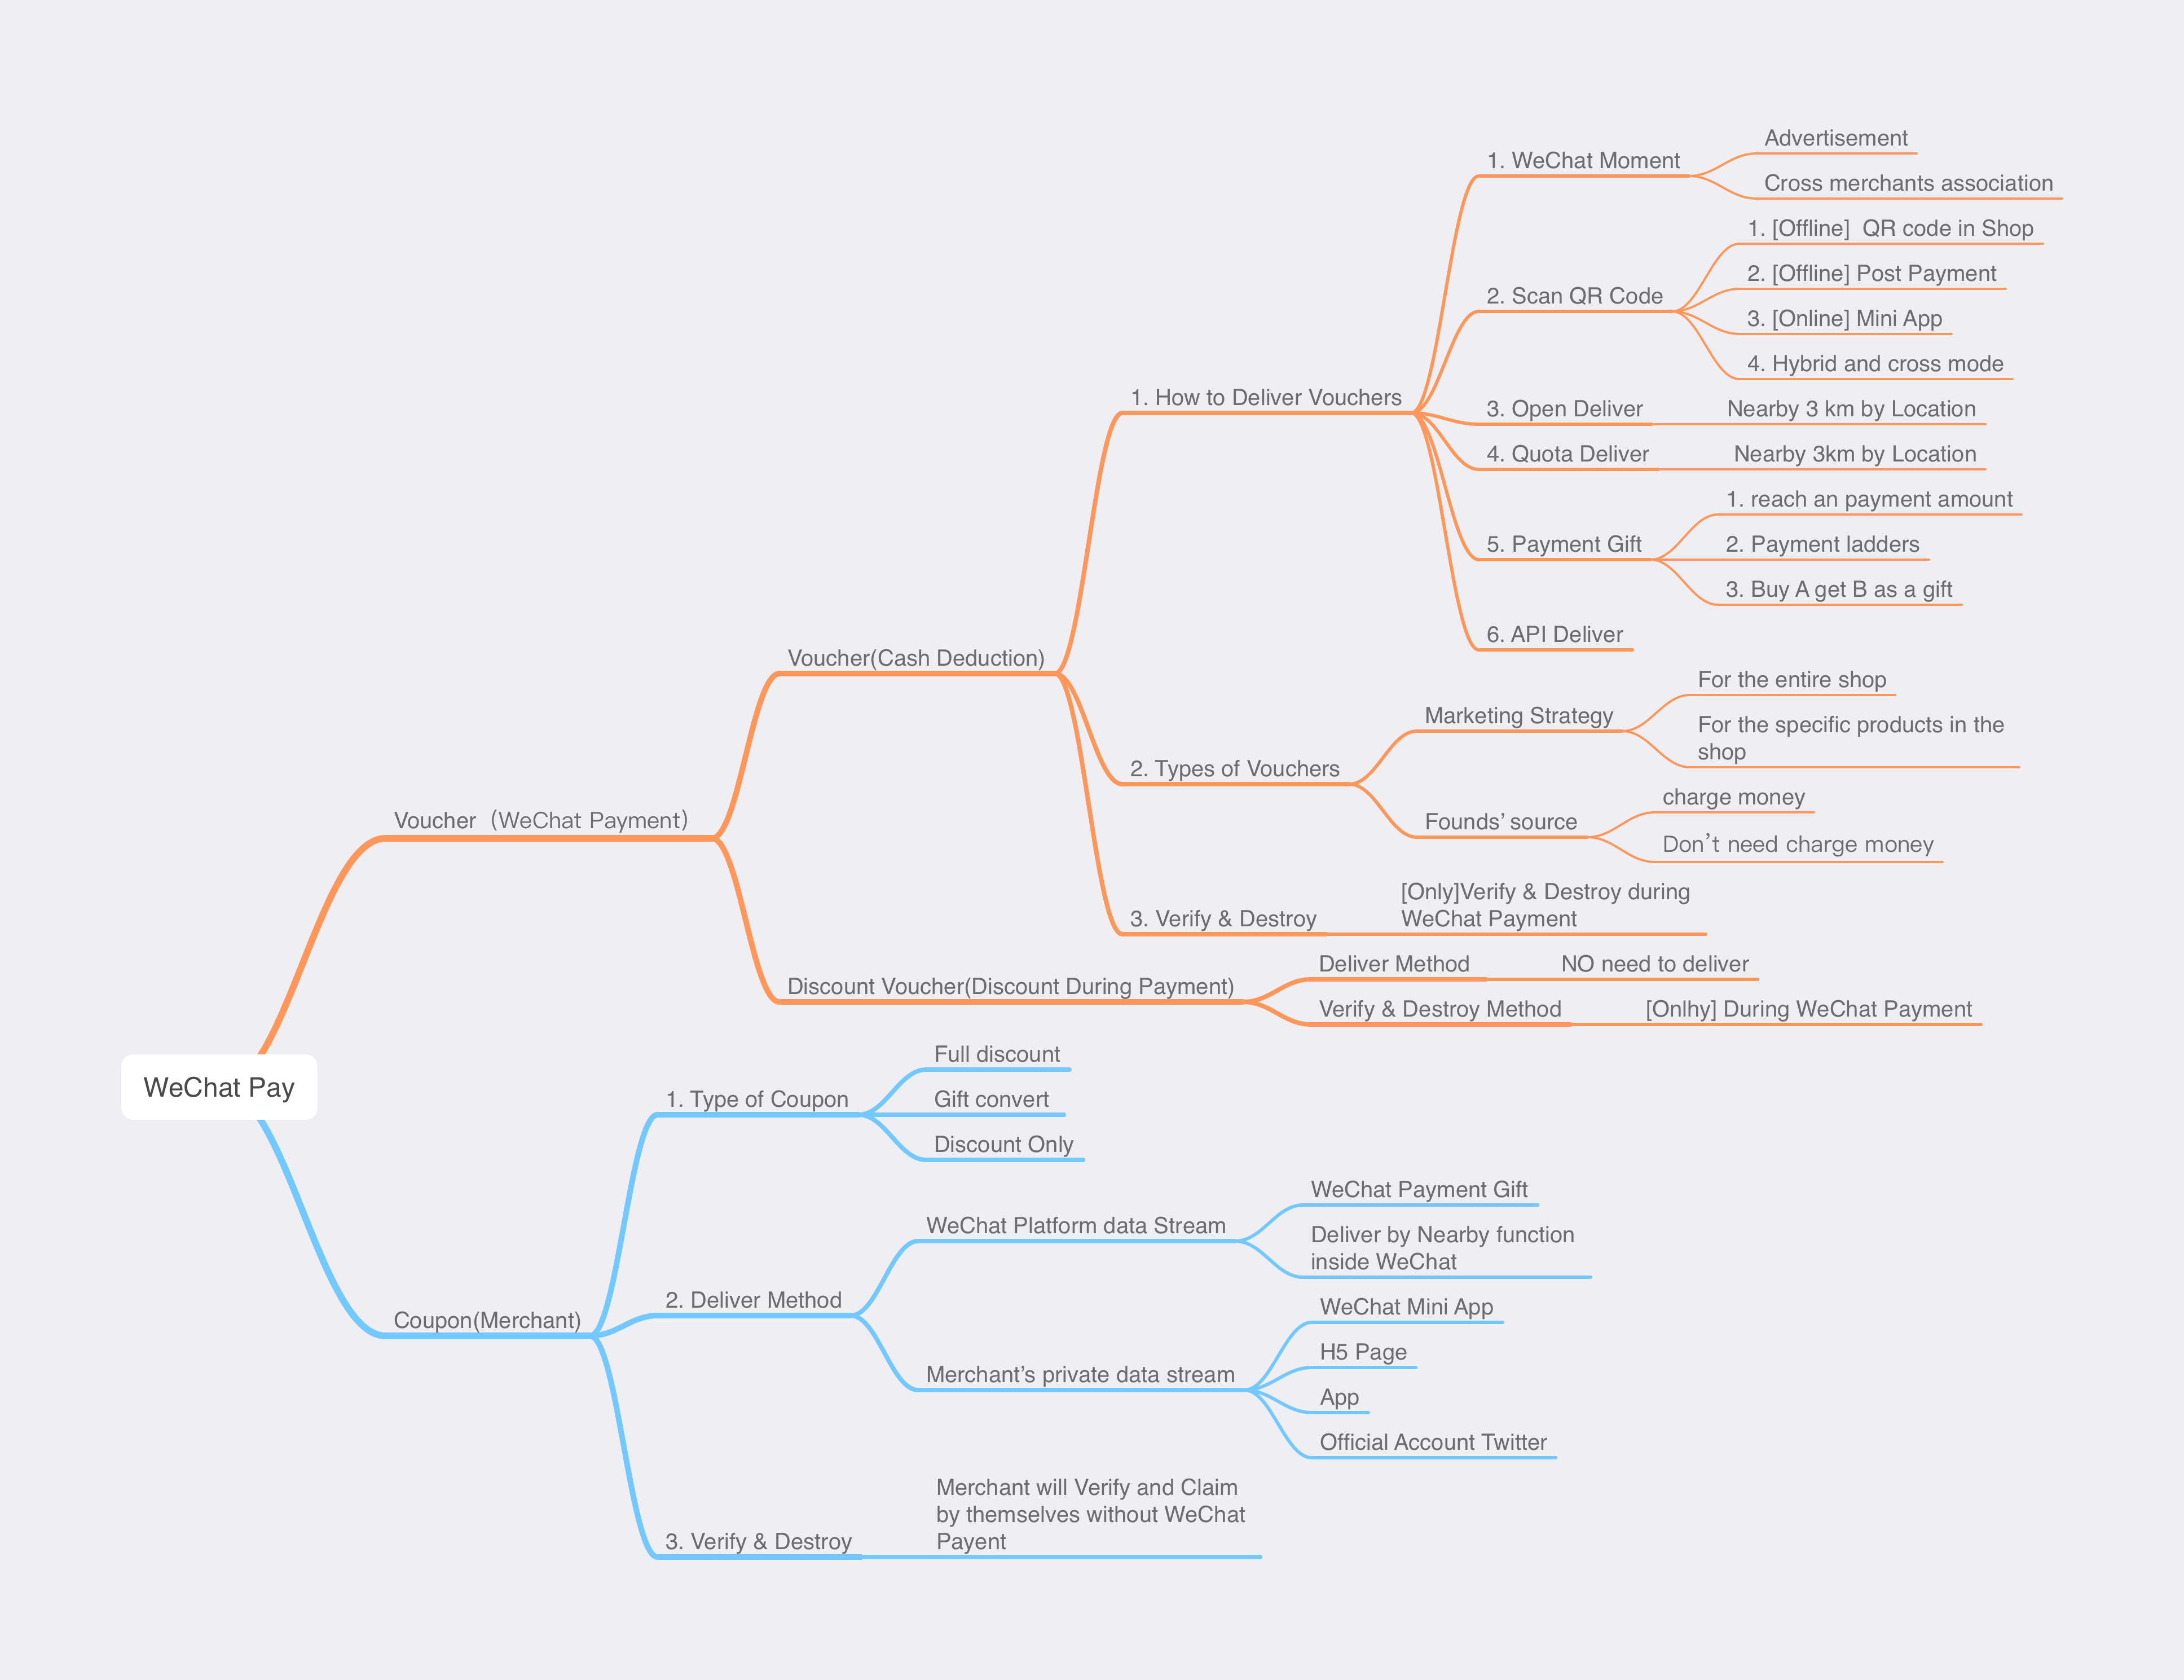 Advertisement
1. WeChat Moment
Cross merchants association
1. [Offline]  QR code in Shop
2. [Offline] Post Payment
2. Scan QR Code
3. [Online] Mini App
4. Hybrid and cross mode
1. How to Deliver Vouchers
3. Open Deliver
Nearby 3 km by Location
4. Quota Deliver
Nearby 3km by Location
1. reach an payment amount
5. Payment Gift
2. Payment ladders
3. Buy A get B as a gift
6. API Deliver
Voucher(Cash Deduction)
For the entire shop
Marketing Strategy
For the specific products in the
shop
2. Types of Vouchers
charge money
Founds’ source
Don’t need charge money
Voucher（WeChat Payment）
[Only]Verify & Destroy during
WeChat Payment
3. Verify & Destroy
Discount Voucher(Discount During Payment)
Deliver Method
NO need to deliver
Verify & Destroy Method
[Onlhy] During WeChat Payment
WeChat Pay
Full discount
1. Type of Coupon
Gift convert
Discount Only
WeChat Payment Gift
WeChat Platform data Stream
Deliver by Nearby function
inside WeChat
2. Deliver Method
Coupon(Merchant)
WeChat Mini App
H5 Page
Merchant’s private data stream
App
Official Account Twitter
Merchant will Verify and Claim
by themselves without WeChat
Payent
3. Verify & Destroy